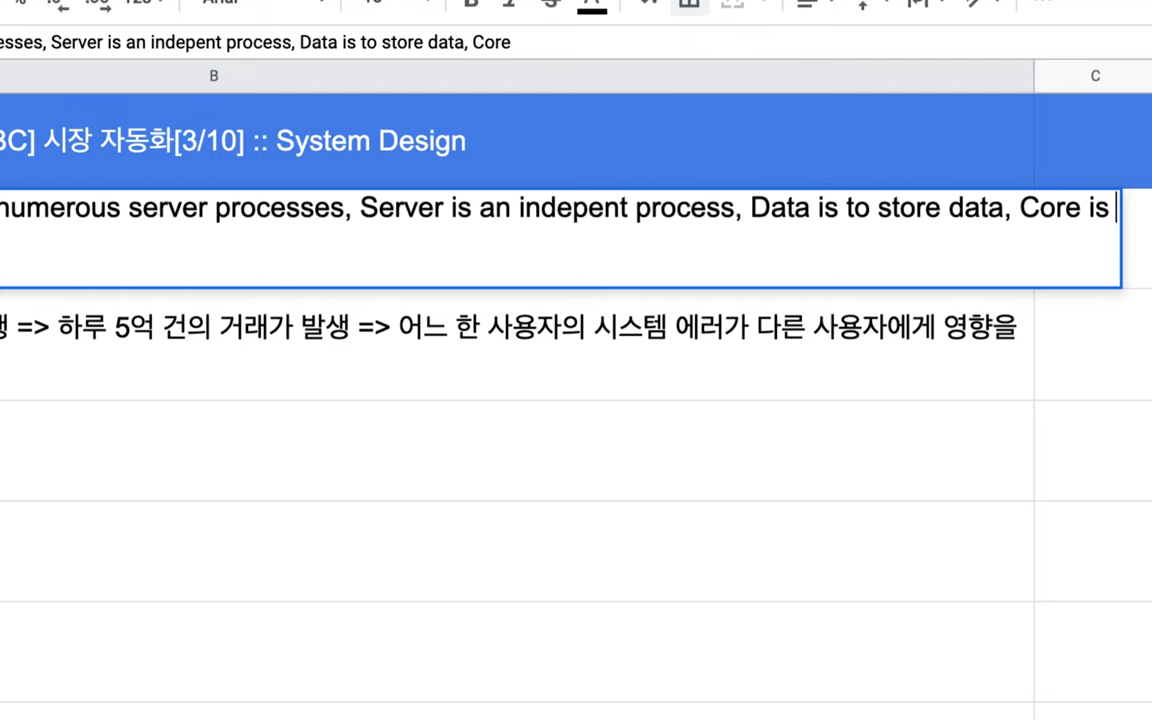 esses, Server is an indepent process, Data is to store data, Core
B
C
BC] 시장 자동화[3/10] :: System Design
numerous server processes, Server is an indepent process, Data is to store data, Core is
=> 하루 5억 건의 거래가 발생 => 어느 한 사용자의 시스템 에러가 다른 사용자에게 영향을